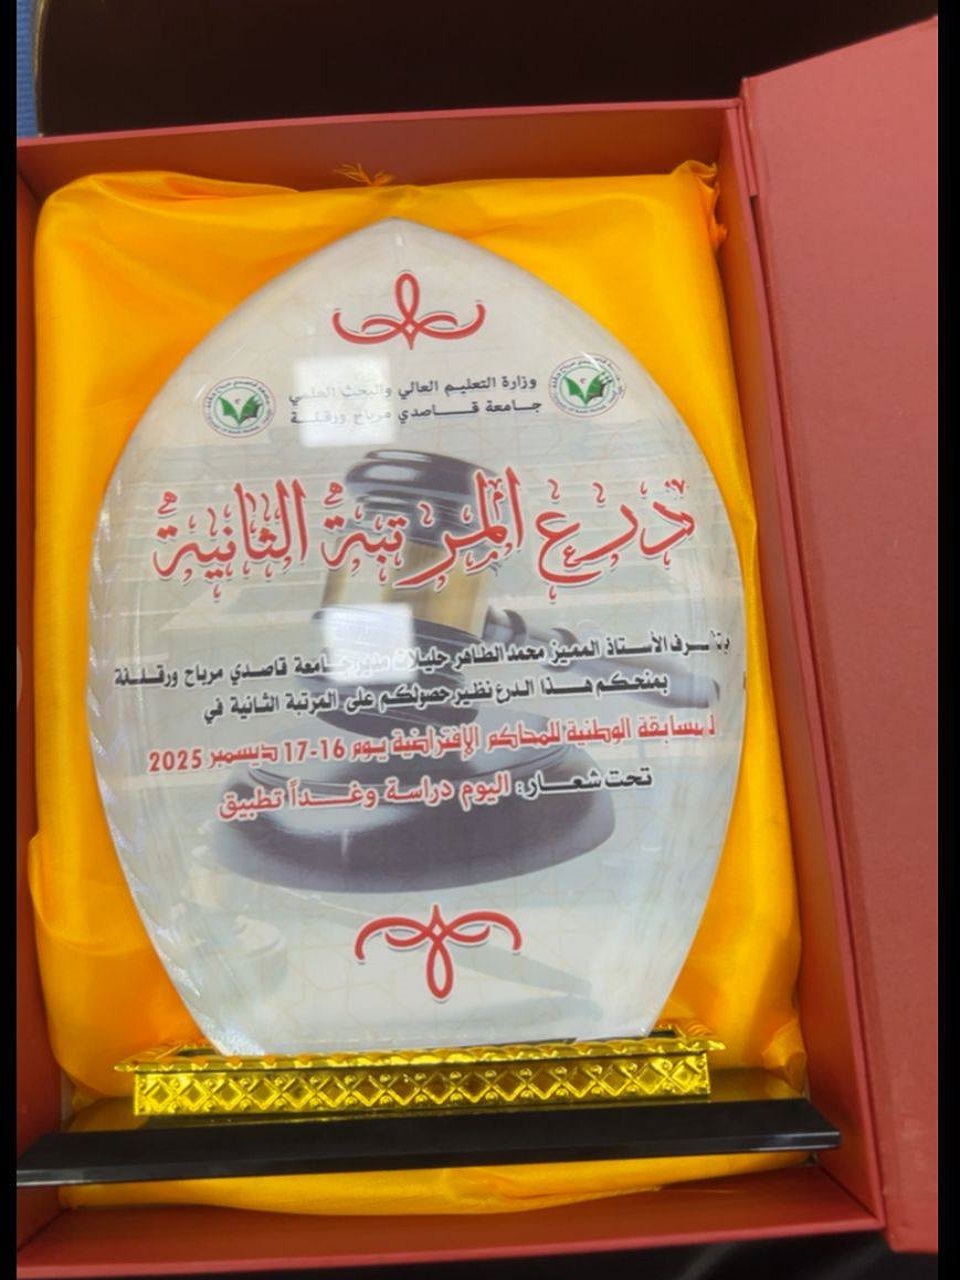 وزارة التعليم العالي والبحث العلمي
جامعة قاصدي مرباح ورقلة
درع المرتبة الثانية
يتشرف الأستاذ المميز محمد الطاهر حليلات مدير جامعة قاصدي مرباح ورقلة
بمنحكم هذا الدرع نظير حصولكم على المرتبة الثانية في
المسابقة الوطنية للمحاكم الإفتراضية يوم 16-17 ديسمبر 2025
تحت شعار: اليوم دراسة وغداً تطبيق